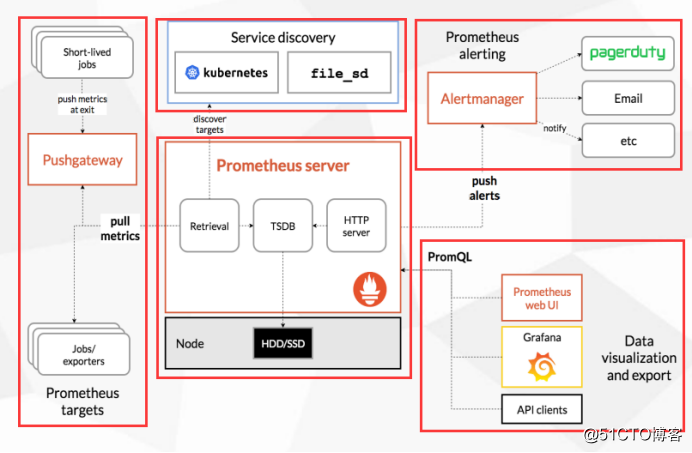 Short-lived
jobs
push metrics
at exit
Pushgateway
pull
metrics
Jobs/
exporters
Prometheus
targets
Service discovery
kubernetes
file_sd
discover
targets
Prometheus server
Retrieval
TSDB
HTTP
server
Node
HDD/SSD
Prometheus
alerting
Alertmanager
pagerduty
Email
notify
etc
push
alerts
PromQL
Prometheus
web UI
Grafana
API clients
Data
visualization
and export
@51CTO博客